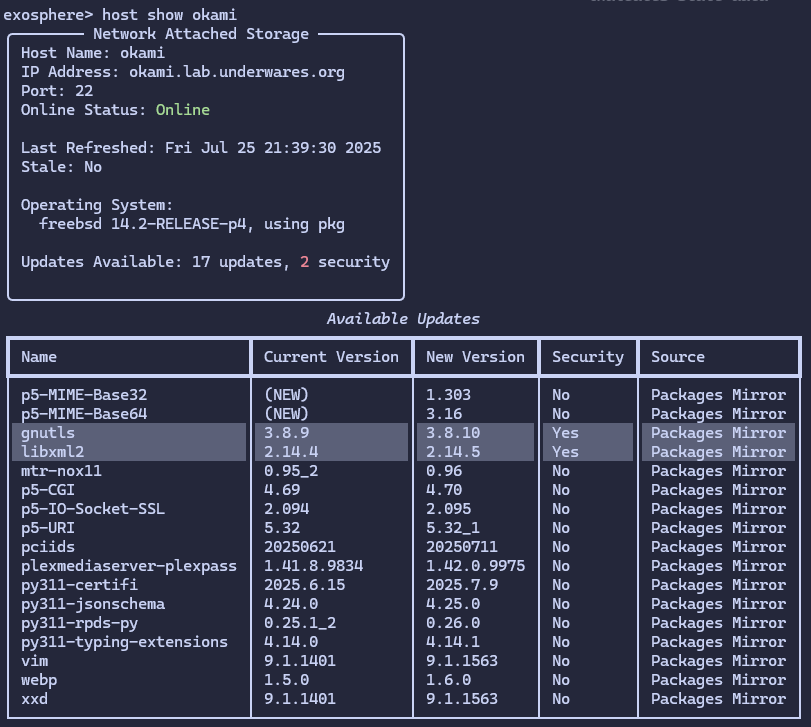 exosphere> host show okami
Network Attached Storage
Host Name: okami
IP Address: okami.lab.underwares.org
Port: 22
Online Status: Online
Last Refreshed: Fri Jul 25 21:39:30 2025
Stale: No
Operating System:
freebsd 14.2-RELEASE-p4, using pkg
Updates Available: 17 updates, 2 security
Available Updates
Name Current Version New Version Security Source
p5-MIME-Base32 (NEW) 1.303 No Packages Mirror
p5-MIME-Base64 (NEW) 3.16 No Packages Mirror
gnutls 3.8.9 3.8.10 Yes Packages Mirror
libxml2 2.14.4 2.14.5 Yes Packages Mirror
mtr-nox11 0.95_2 0.96 No Packages Mirror
p5-CGI 4.69 4.70 No Packages Mirror
p5-IO-Socket-SSL 2.094 2.095 No Packages Mirror
p5-URI 5.32 5.32_1 No Packages Mirror
pciids 20250621 20250711 No Packages Mirror
plexmediaserver-plexpass 1.41.8.9834 1.42.0.9975 No Packages Mirror
py311-certifi 2025.6.15 2025.7.9 No Packages Mirror
py311-jsonschema 4.24.0 4.25.0 No Packages Mirror
py311-rpds-py 0.25.1_2 0.26.0 No Packages Mirror
py311-typing-extensions 4.14.0 4.14.1 No Packages Mirror
vim 9.1.1401 9.1.1563 No Packages Mirror
webp 1.5.0 1.6.0 No Packages Mirror
xxd 9.1.1401 9.1.1563 No Packages Mirror